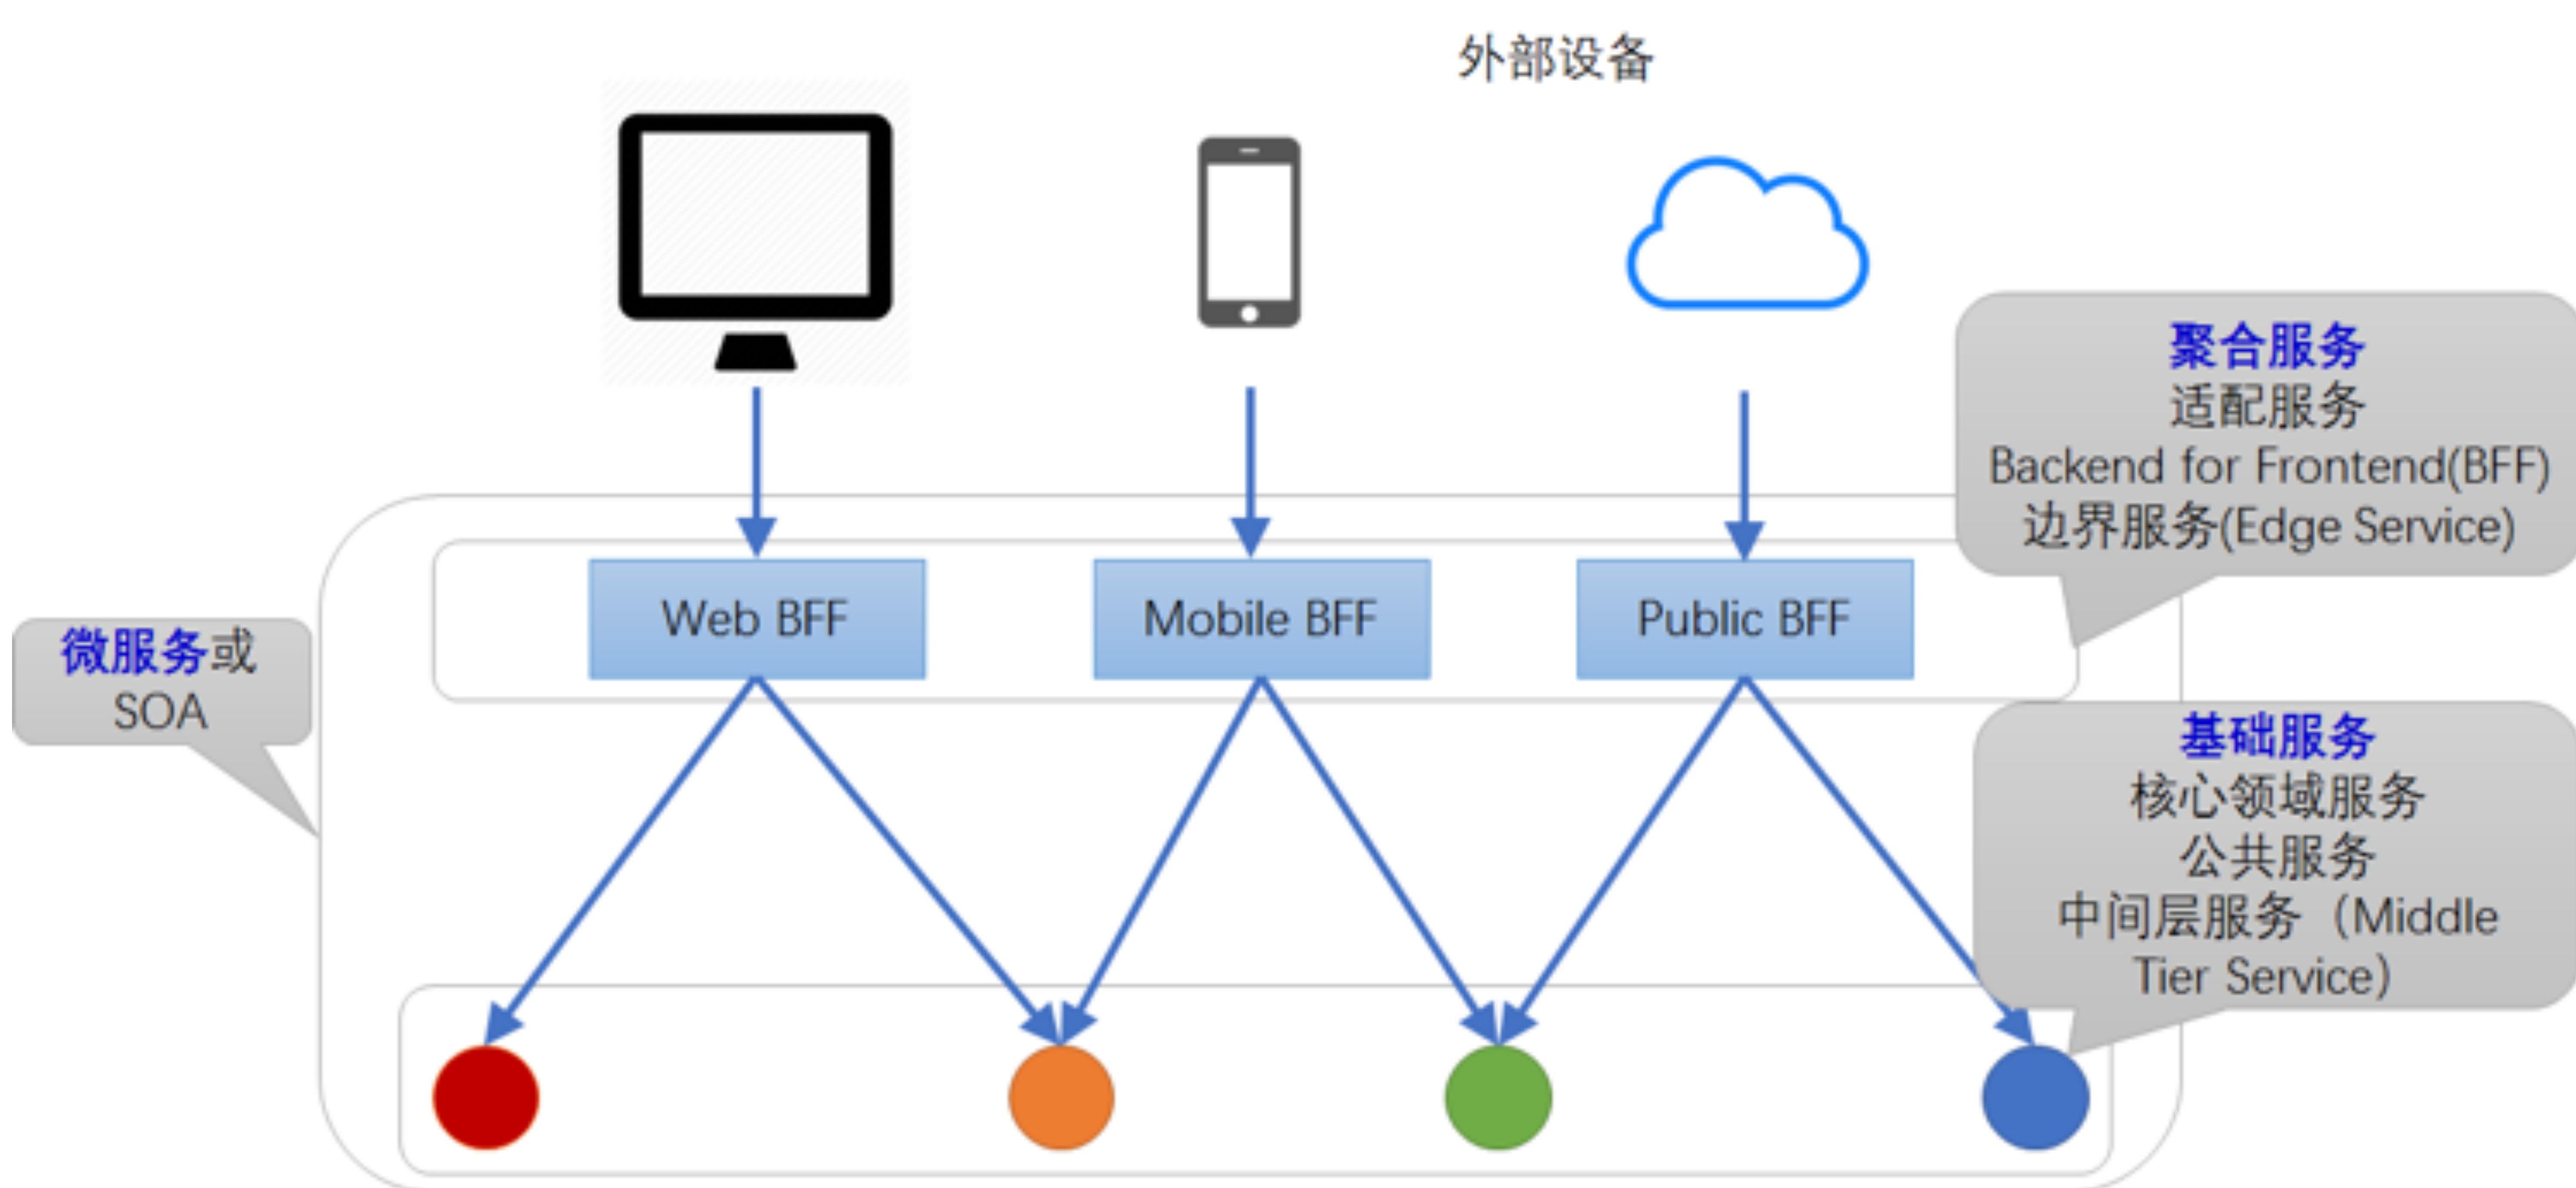 外部设备
聚合服务
适配服务
Backend for Frontend(BFF)
边界服务(Edge Service)
Web BFF
Mobile BFF
Public BFF
微服务或
SOA
基础服务
核心领域服务
公共服务
中间层服务（Middle
Tier Service）